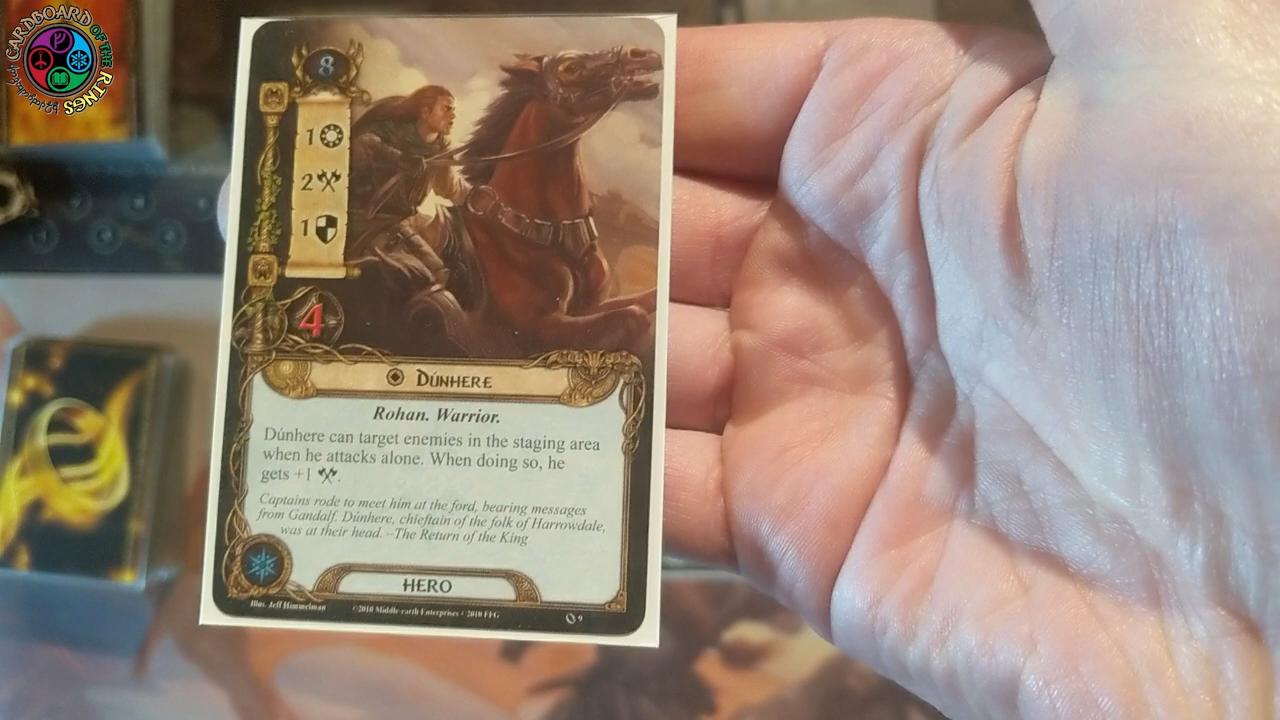 CARDBOARD OF THE RINGS
8
1
2
1
4
DÚNHERE
Rohan. Warrior.
Dúnhere can target enemies in the staging area
when he attacks alone. When doing so, he
gets +1
Captains rode to meet him at the ford, bearing messages
from Gandalf. Dúnhere, chieftain of the folk of Harrowdale,
was at their head. –The Return of the King
HERO
Illus. Jeff Himmelman ©2010 Middle-earth Enterprises ©2010 FFG 9